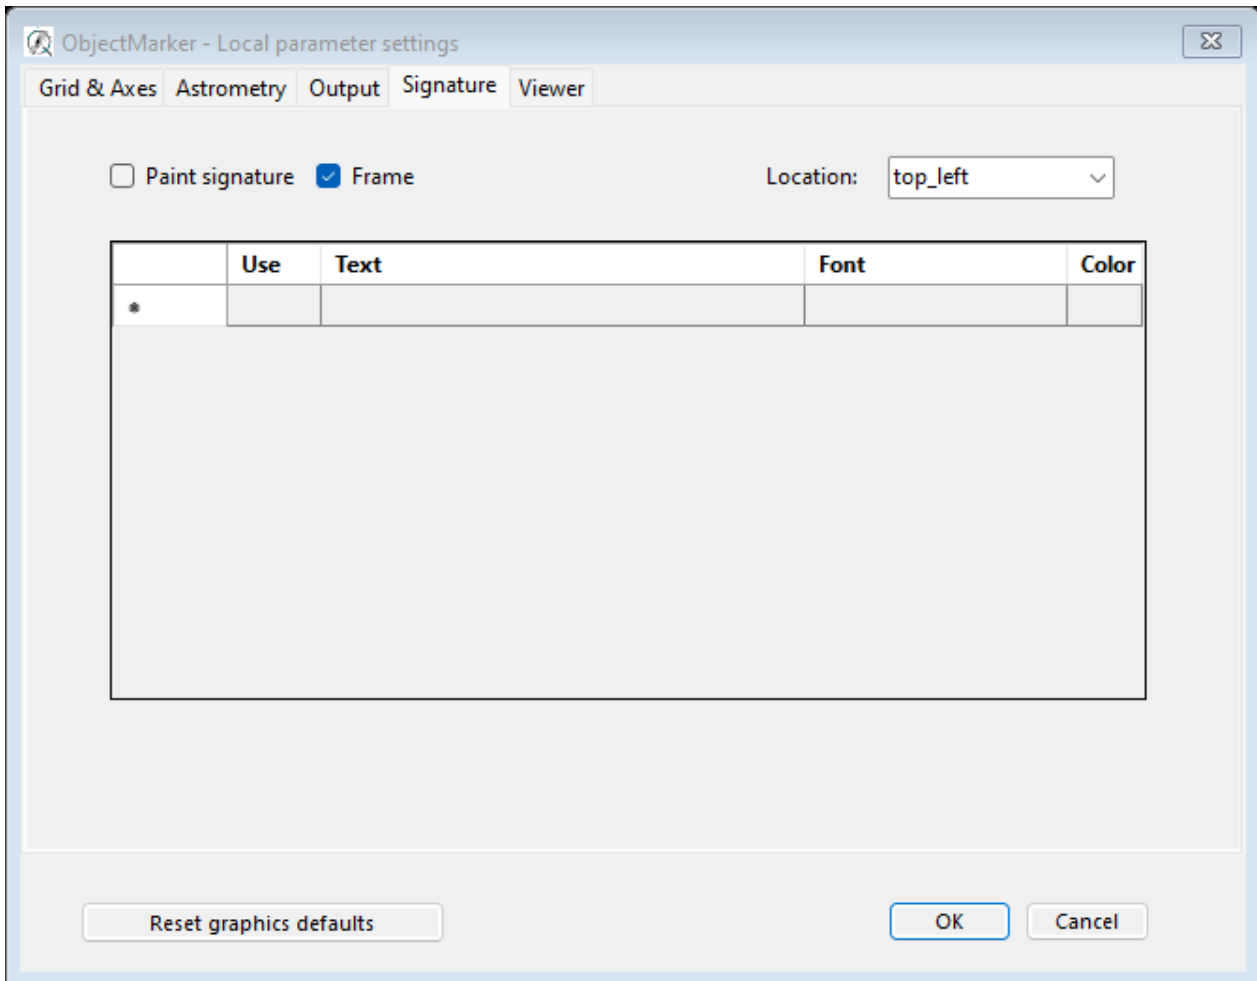 ObjectMarker - Local parameter settings
Grid & Axes Astrometry Output Signature Viewer
Paint signature Frame Location: top_left
Use Text Font Color
*
Reset graphics defaults OK Cancel